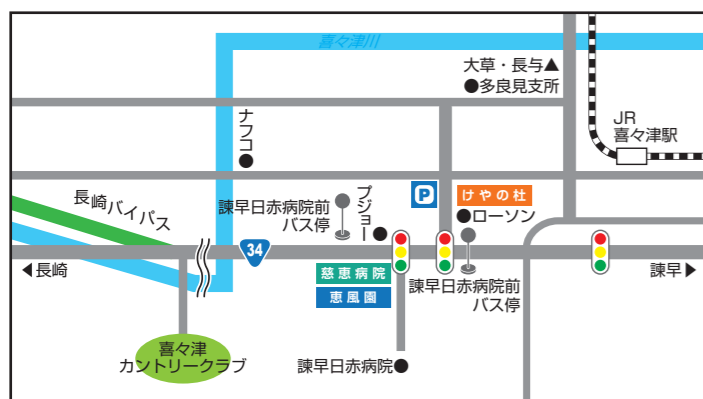 喜々津川
大草・長与▲
●多良見支所
JR
喜々津駅
ナフコ
長崎バイパス
諫早日赤病院前
バス停
プジョー
P
けやの杜
●ローソン
34
◀長崎
慈恵病院
恵風園
諫早日赤病院前
バス停
諫早▶
喜々津
カントリークラブ
諫早日赤病院●